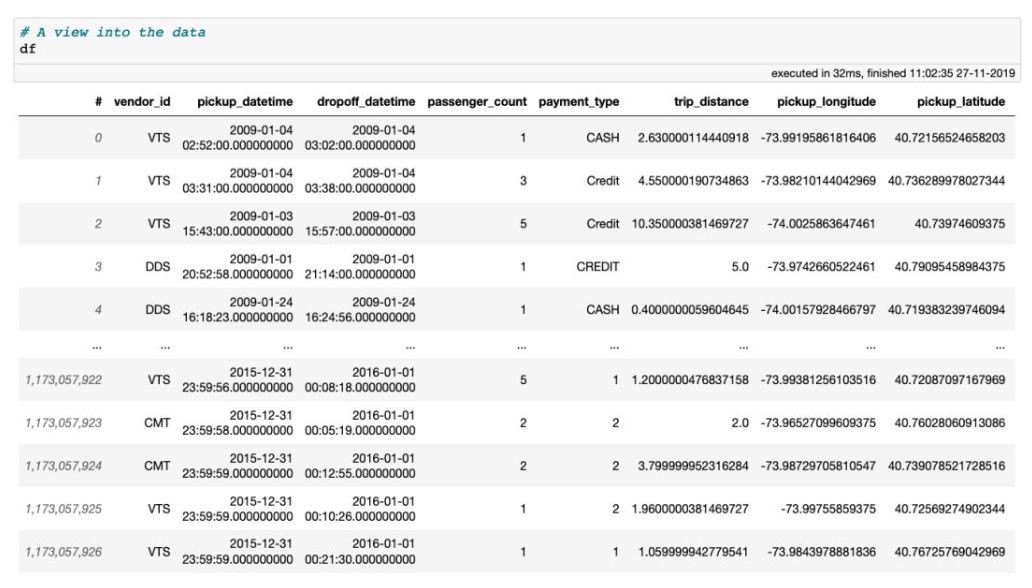 # A view into the data
df
executed in 32ms, finished 11:02:35 27-11-2019
# vendor_id pickup_datetime dropoff_datetime passenger_count payment_type trip_distance pickup_longitude pickup_latitude
0 VTS 2009-01-04 02:52:00.000000000 2009-01-04 03:02:00.000000000 1 CASH 2.630000114440918 -73.99195861816406 40.72156524658203
1 VTS 2009-01-04 03:31:00.000000000 2009-01-04 03:38:00.000000000 3 Credit 4.550000190734863 -73.98210144042969 40.736289978027344
2 VTS 2009-01-03 15:43:00.000000000 2009-01-03 15:57:00.000000000 5 Credit 10.350000381469727 -74.0025863647461 40.73974609375
3 DDS 2009-01-01 20:52:58.000000000 2009-01-01 21:14:00.000000000 1 CREDIT 5.0 -73.9742660522461 40.79095458984375
4 DDS 2009-01-24 16:18:23.000000000 2009-01-24 16:24:56.000000000 1 CASH 0.4000000059604645 -74.00157928466797 40.719383239746094
... ... ... ... ... ... ... ... ...
1,173,057,922 VTS 2015-12-31 23:59:56.000000000 2016-01-01 00:08:18.000000000 5 1 1.2000000476837158 -73.99381256103516 40.72087097167969
1,173,057,923 CMT 2015-12-31 23:59:58.000000000 2016-01-01 00:05:19.000000000 2 2 2.0 -73.96527099609375 40.76028060913086
1,173,057,924 CMT 2015-12-31 23:59:59.000000000 2016-01-01 00:12:55.000000000 2 2 3.799999952316284 -73.98729705810547 40.739078521728516
1,173,057,925 VTS 2015-12-31 23:59:59.000000000 2016-01-01 00:10:26.000000000 1 2 1.9600000381469727 -73.99755859375 40.72569274902344
1,173,057,926 VTS 2015-12-31 23:59:59.000000000 2016-01-01 00:21:30.000000000 1 1 1.059999942779541 -73.9843978881836 40.76725769042969